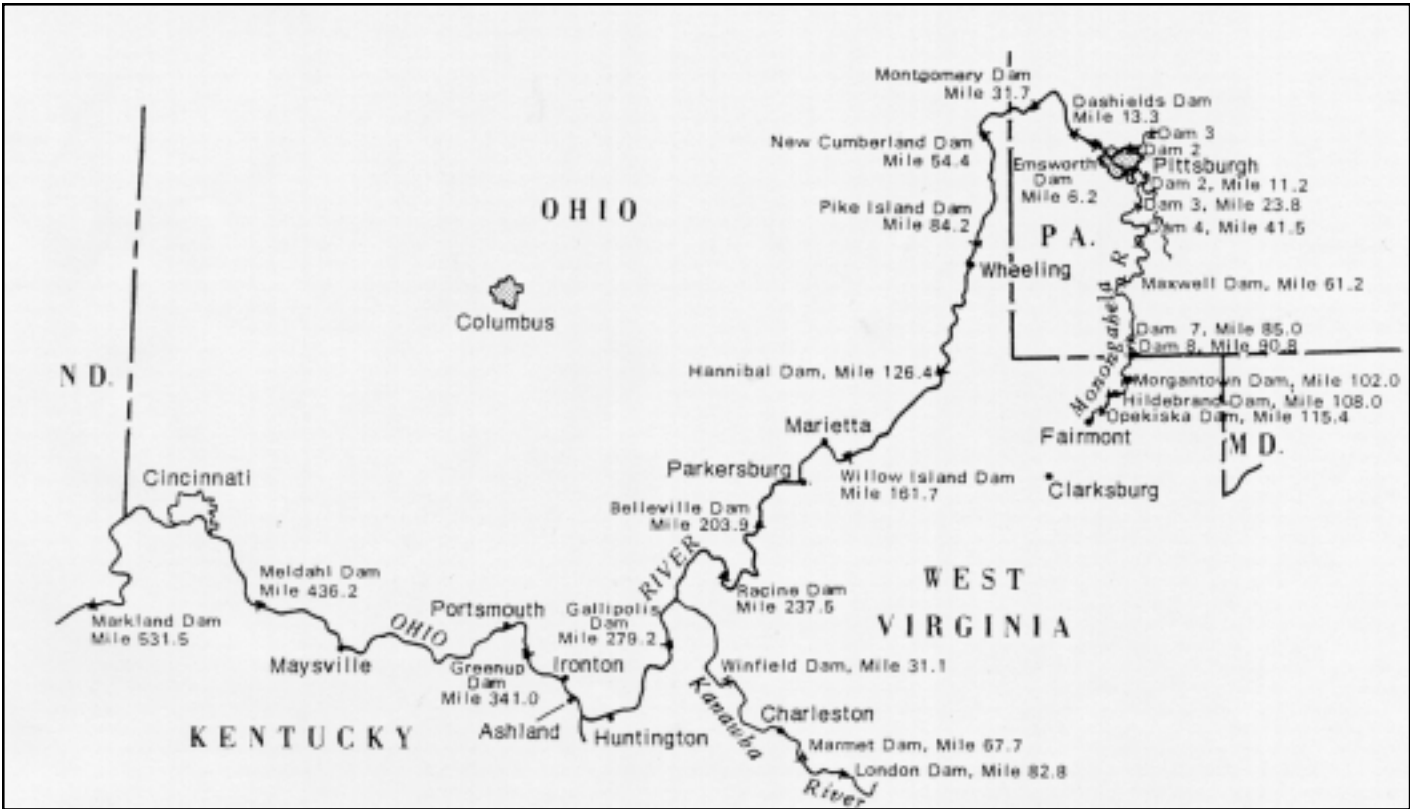 Montgomery Dam
Mile 31.7
Dashields Dam
Mile 13.3
Dam 3
Dam 2
New Cumberland Dam
Mile 54.4
Emsworth
Dam
Mile 6.2
Pittsburgh
Dam 2, Mile 11.2
Dam 3, Mile 23.8
Dam 4, Mile 41.5
OHIO
Pike Island Dam
Mile 84.2
PA.
Wheeling
Maxwell Dam, Mile 61.2
Columbus
Dam 7, Mile 85.0
Dam 8, Mile 90.8
Monongahela R
ND.
Hannibal Dam, Mile 126.4
Morgantown Dam, Mile 102.0
Hildebrand Dam, Mile 108.0
Opekiska Dam, Mile 115.4
Fairmont
MD.
Marietta
Parkersburg
Willow Island Dam
Mile 161.7
Clarksburg
Cincinnati
Belleville Dam
Mile 203.9
RIVER
WEST
VIRGINIA
Meldahl Dam
Mile 436.2
Racine Dam
Mile 237.5
Portsmouth
Gallipolis
Dam
Mile 279.2
Markland Dam
Mile 531.5
OHIO
Maysville
Greenup
Dam
Mile 341.0
Ironton
Winfield Dam, Mile 31.1
Kanawha
River
Charleston
KENTUCKY
Ashland
Huntington
Marmet Dam, Mile 67.7
London Dam, Mile 82.8